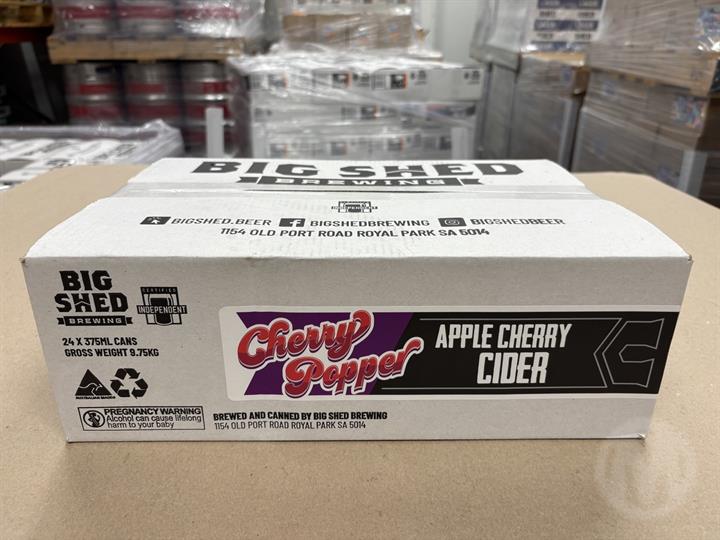 BIG SHED
BREWING
BIGSHED.BEER BIGSHEDBREWING BIGSHEDBEER
1154 OLD PORT ROAD ROYAL PARK SA 5014
BIG
SHED
BREWING
CERTIFIED
INDEPENDENT
24 X 375ML CANS
GROSS WEIGHT 9.75KG
Cherry
Popper
APPLE CHERRY
CIDER
PREGNANCY WARNING
Alcohol can cause lifelong
harm to your baby
BREWED AND CANNED BY BIG SHED BREWING
1154 OLD PORT ROAD ROYAL PARK SA 5014